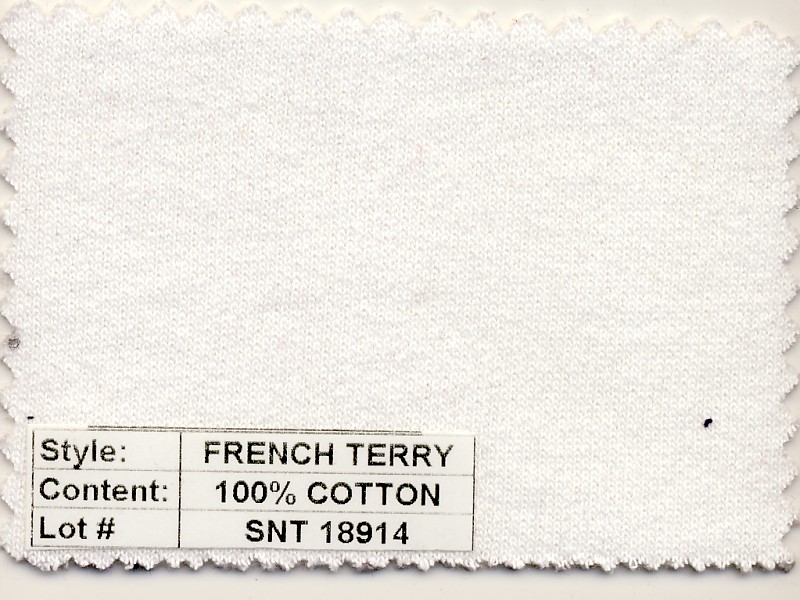 Style: FRENCH TERRY
Content: 100% COTTON
Lot # SNT 18914